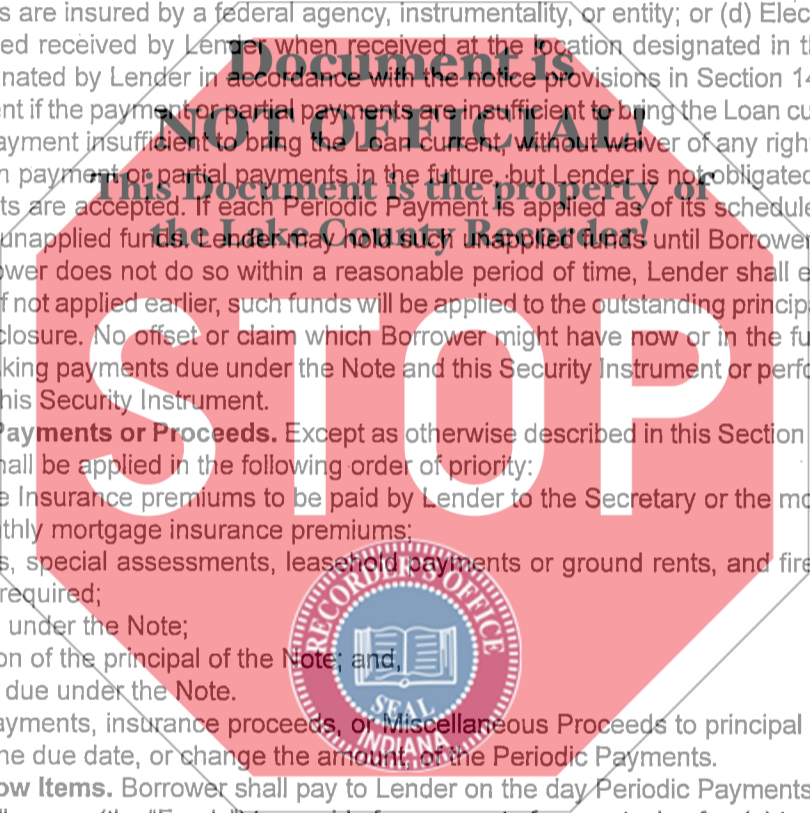 s are insured by a federal agency, instrumentality, or entity; or (d) Elec
ed received by Lender when received at the location designated in t
Document is
nated by Lender in accordance with the notice provisions in Section 14
nt if the payment or partial payments are insufficient to bring the Loan cu
NOT OFFICIAL!
ayment insufficient to bring the Loan current, without waiver of any righ
n payment or partial payments in the future, but Lender is not obligated
This Document is the property of
ts are accepted. If each Periodic Payment is applied as of its schedule
the Lake County Recorder!
unapplied funds. Lender may hold such unapplied funds until Borrower
ower does not do so within a reasonable period of time, Lender shall e
f not applied earlier, such funds will be applied to the outstanding princip
closure. No offset or claim which Borrower might have now or in the fu
king payments due under the Note and this Security Instrument or perfo
his Security Instrument.
STOP
Payments or Proceeds. Except as otherwise described in this Section
hall be applied in the following order of priority:
e Insurance premiums to be paid by Lender to the Secretary or the mo
thly mortgage insurance premiums;
s, special assessments, leasehold payments or ground rents, and fire
required;
RECORDER'S OFFICE
under the Note;
on of the principal of the Note; and,
due under the Note.
SEAL
ayments, insurance proceeds, or Miscellaneous Proceeds to principal
INDIANA
he due date, or change the amount, of the Periodic Payments.
ow Items. Borrower shall pay to Lender on the day Periodic Payments